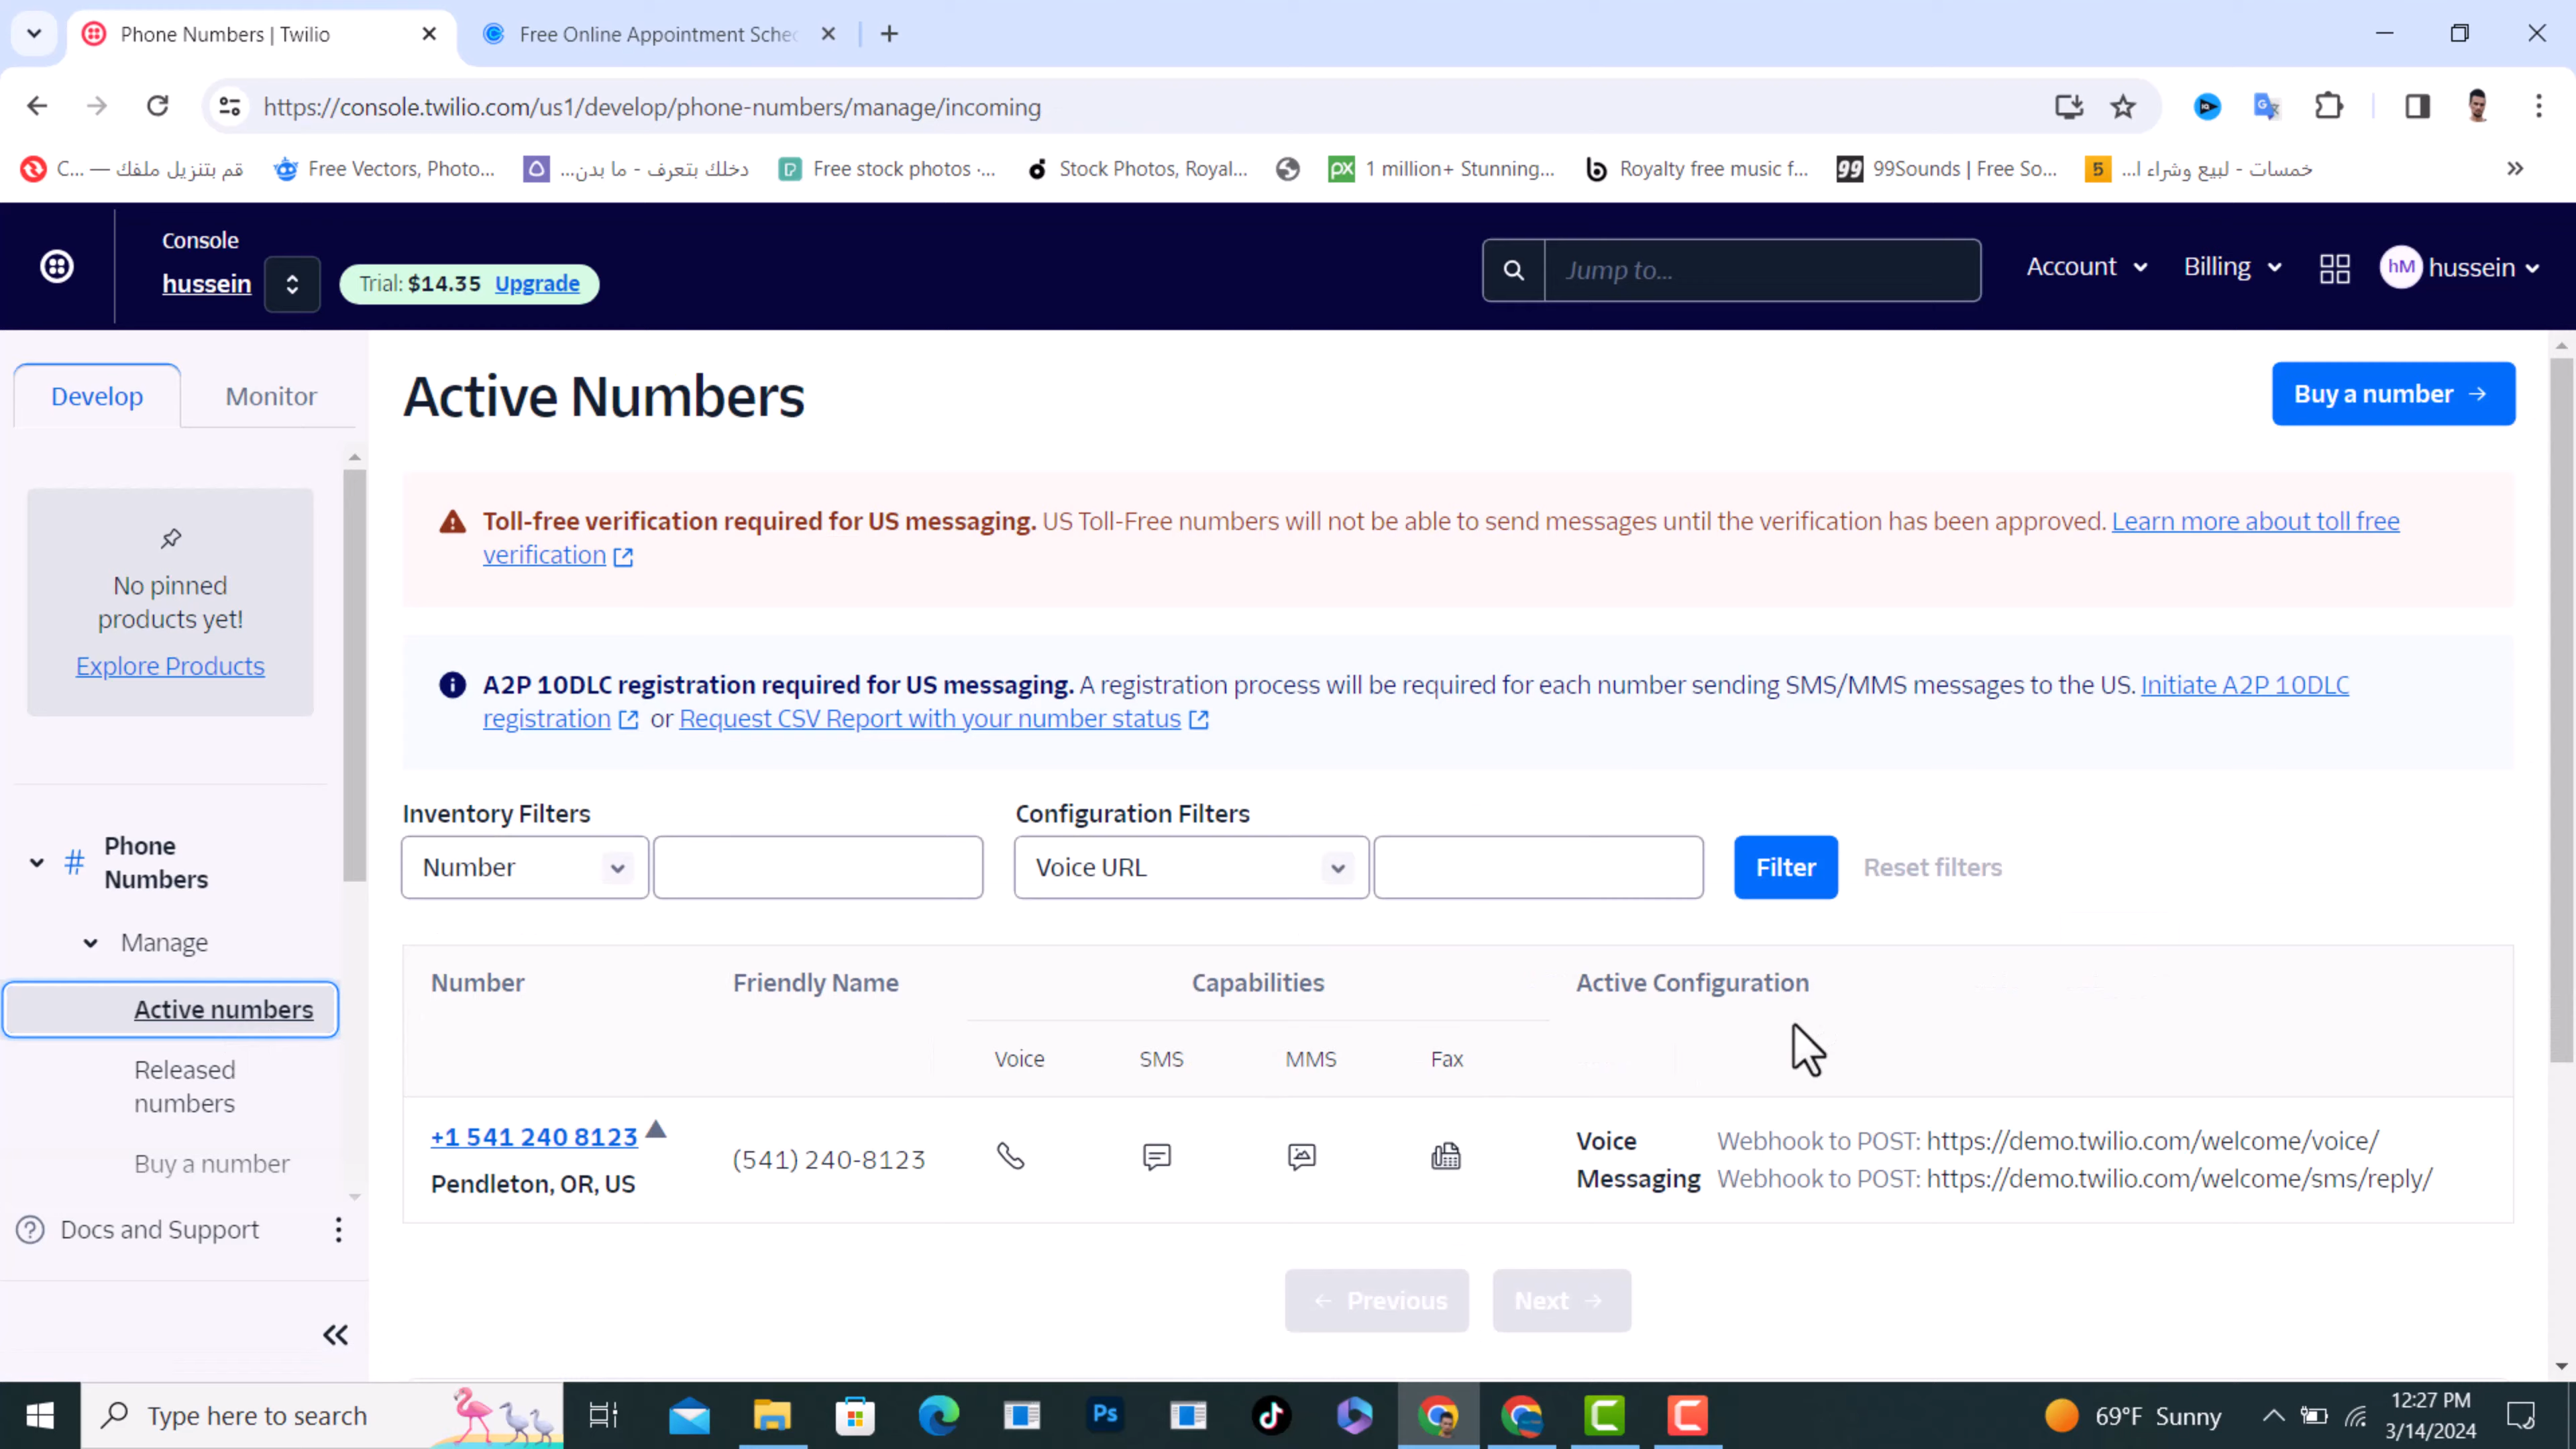 Phone Numbers | Twilio
Free Online Appointment Sched
https://console.twilio.com/us1/develop/phone-numbers/manage/incoming
C... — قم بتنزيل ملفك
Free Vectors, Photo...
دخلك بتعرف - ما بدن...
Free stock photos ·...
Stock Photos, Royal...
px 1 million+ Stunning...
Royalty free music f...
99 99Sounds | Free So...
5 خمسات - لبيع وشراء ا...
Console
hussein
Trial: $14.35 Upgrade
Jump to...
Account
Billing
hM hussein
Develop
Monitor
No pinned
products yet!
Explore Products
# Phone
Numbers
Manage
Active numbers
Released
numbers
Buy a number
Docs and Support
Active Numbers
Buy a number
Toll-free verification required for US messaging. US Toll-Free numbers will not be able to send messages until the verification has been approved. Learn more about toll free
verification
A2P 10DLC registration required for US messaging. A registration process will be required for each number sending SMS/MMS messages to the US. Initiate A2P 10DLC
registration or Request CSV Report with your number status
Inventory Filters
Configuration Filters
Number
Voice URL
Filter
Reset filters
Number
Friendly Name
Capabilities
Active Configuration
Voice
SMS
MMS
Fax
+1 541 240 8123
Pendleton, OR, US
(541) 240-8123
Voice Webhook to POST: https://demo.twilio.com/welcome/voice/
Messaging Webhook to POST: https://demo.twilio.com/welcome/sms/reply/
Previous
Next
Type here to search
Ps
69°F Sunny
12:27 PM
3/14/2024